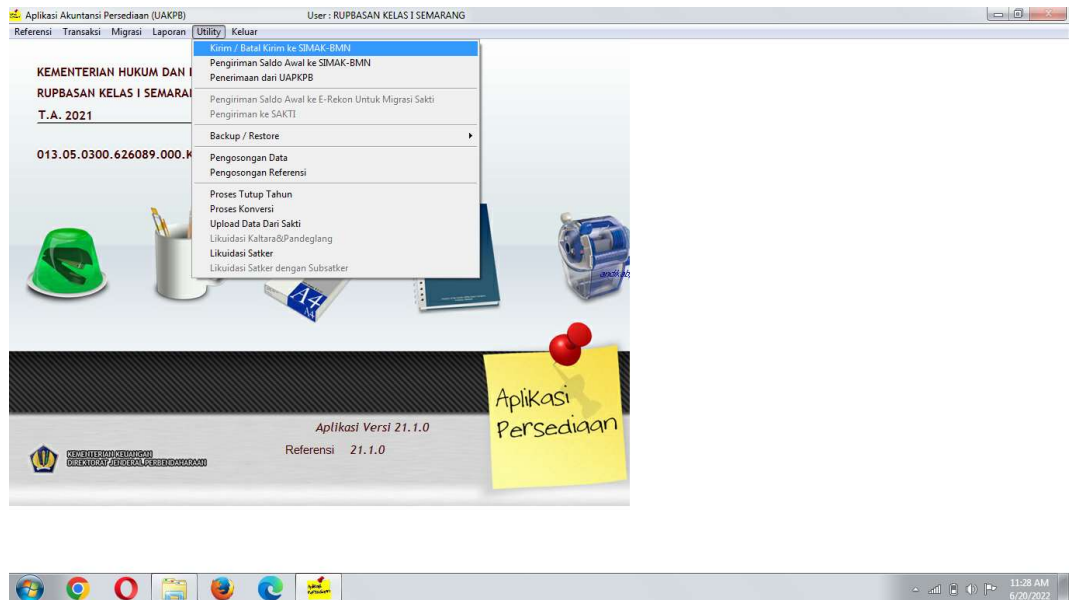 Aplikasi Akuntansi Persediaan (UAKPB) User : RUPBASAN KELAS I SEMARANG
Referensi Transaksi Migrasi Laporan Utility Keluar
Kirim / Batal Kirim ke SIMAK-BMN
Pengiriman Saldo Awal ke SIMAK-BMN
Penerimaan dari UAPKPB
Pengiriman Saldo Awal ke E-Rekon Untuk Migrasi Sakti
Pengiriman ke SAKTI
Backup / Restore
Pengosongan Data
Pengosongan Referensi
Proses Tutup Tahun
Proses Konversi
Upload Data Dari Sakti
Likuidasi Kaltara&Pandeglang
Likuidasi Satker
Likuidasi Satker dengan Subsatker
KEMENTERIAN HUKUM DAN
RUPBASAN KELAS I SEMARA
T.A. 2021
013.05.0300.626089.000.K
A4
A4
Aplikasi
Persediaan
Aplikasi Versi 21.1.0
Referensi 21.1.0
KEMENTERIAN KEUANGAN
DIREKTORAT JENDERAL PERBENDAHARAAN
11:28 AM
6/20/2022